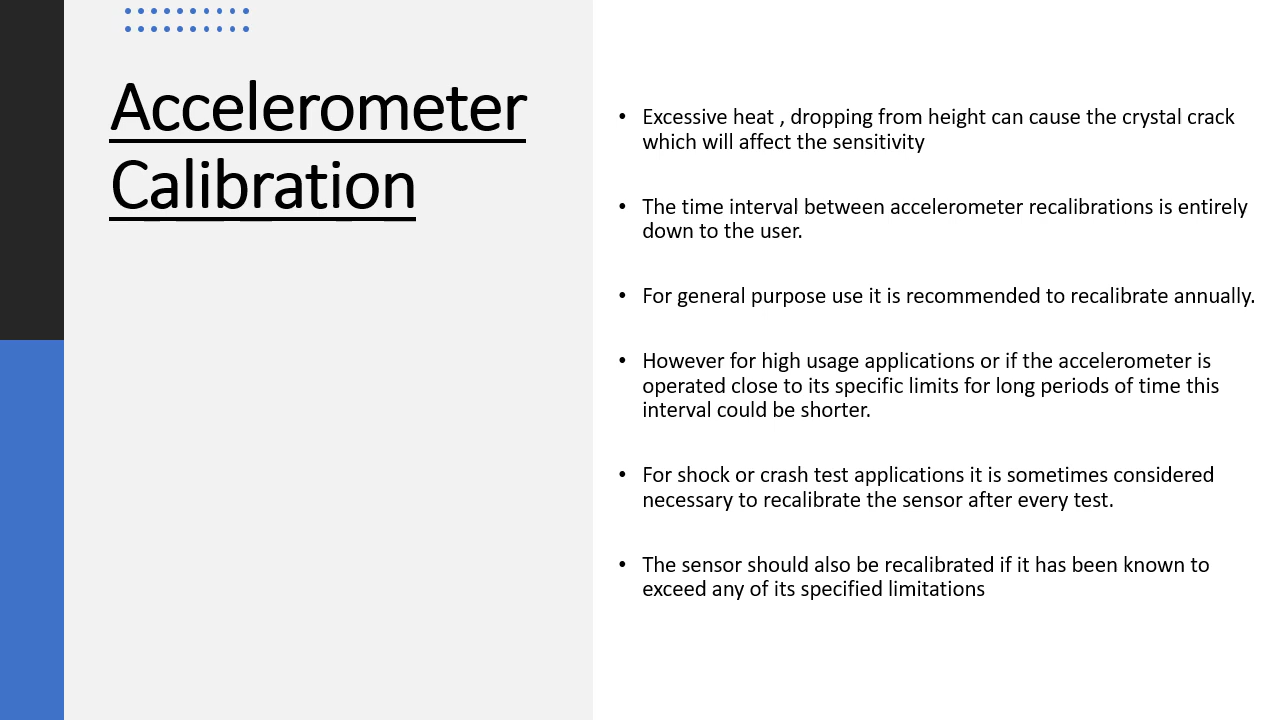 Accelerometer
Calibration
• Excessive heat , dropping from height can cause the crystal crack
which will affect the sensitivity
• The time interval between accelerometer recalibrations is entirely
down to the user.
• For general purpose use it is recommended to recalibrate annually.
• However for high usage applications or if the accelerometer is
operated close to its specific limits for long periods of time this
interval could be shorter.
• For shock or crash test applications it is sometimes considered
necessary to recalibrate the sensor after every test.
• The sensor should also be recalibrated if it has been known to
exceed any of its specified limitations